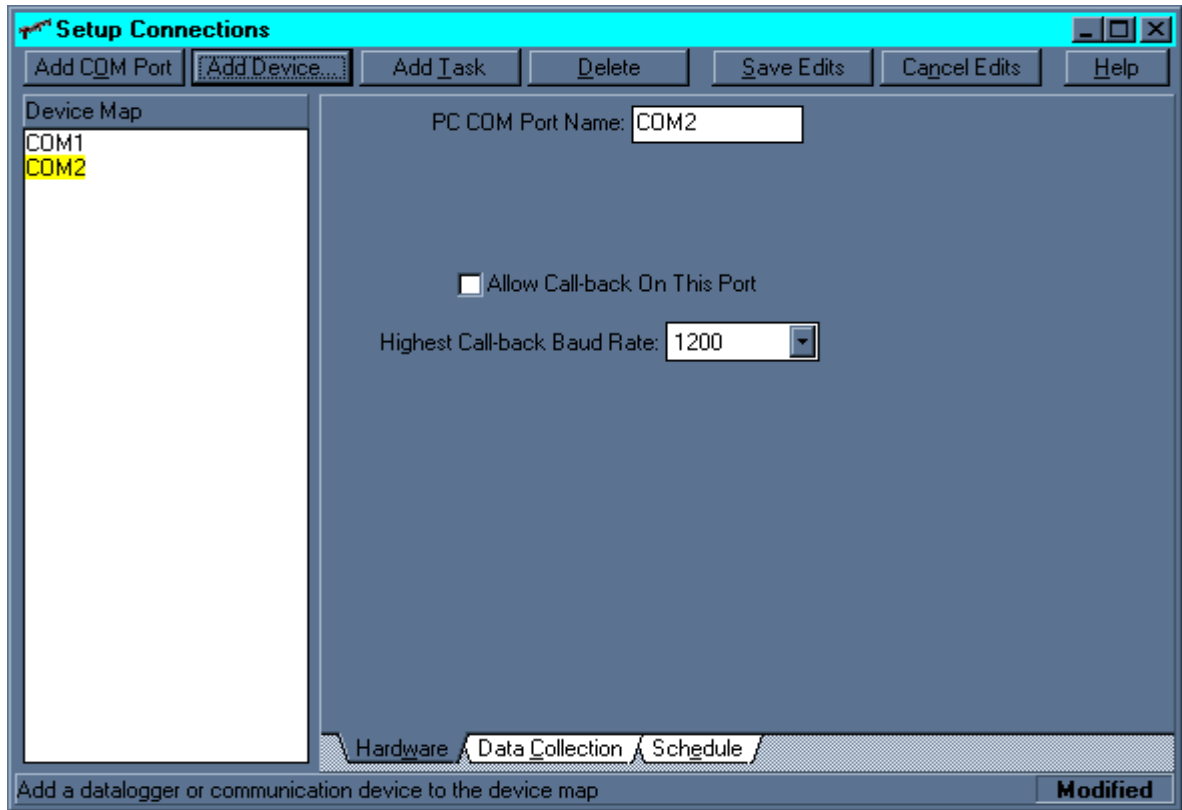 Setup Connections
Add COM Port Add Device... Add Task Delete Save Edits Cancel Edits Help
Device Map
COM1
COM2
PC COM Port Name: COM2
Allow Call-back On This Port
Highest Call-back Baud Rate: 1200
Hardware Data Collection Schedule
Add a datalogger or communication device to the device map Modified